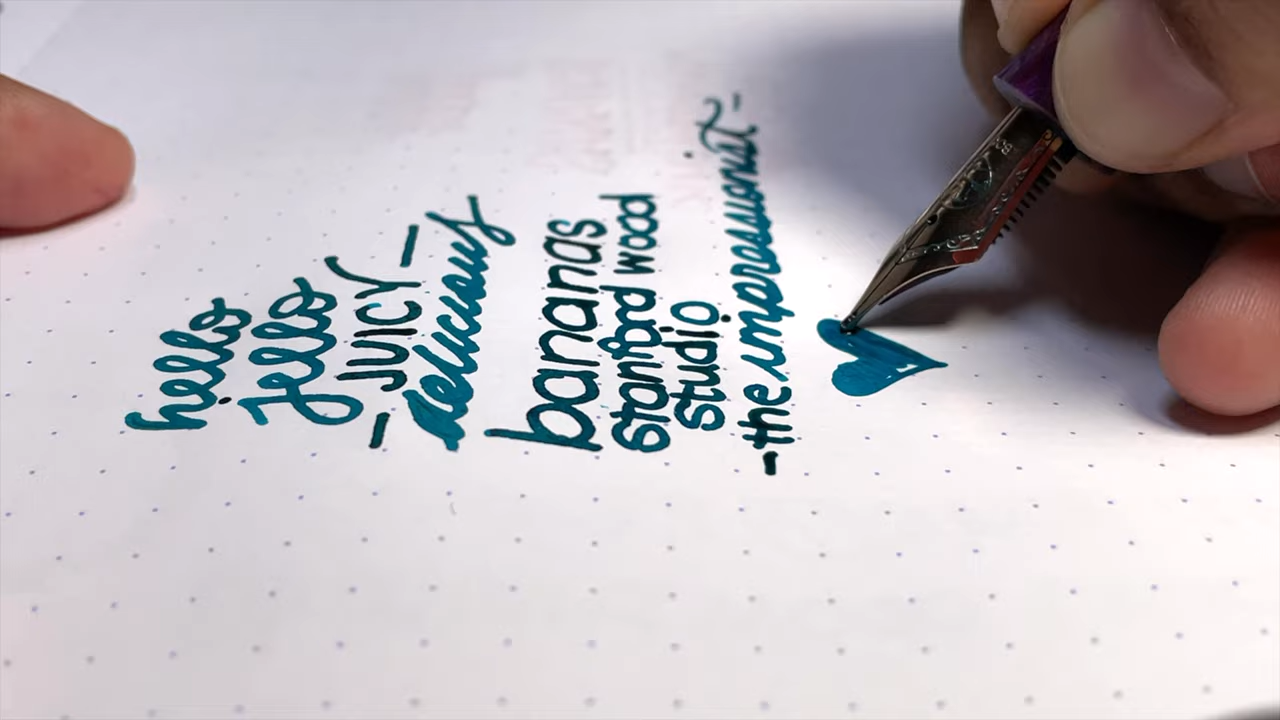 hello
Jello
- JUICY -
delicious
bananas
stanford wood
studio
- the impressionist -